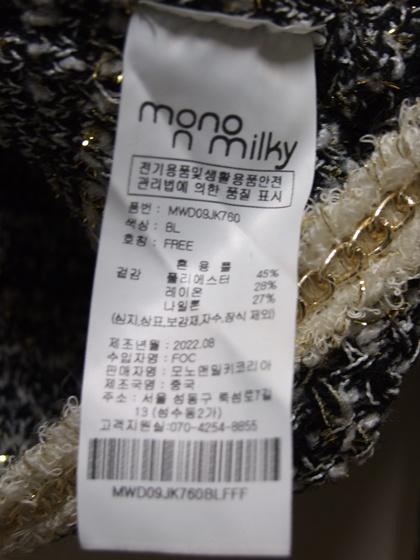 mono
n milky
전기용품및생활용품안전
관리법에 의한 품질 표시
품번 : MWD09JK760
색상 : BL
호칭 : FREE
혼 용 률
겉감 폴리에스터 45%
레이온 28%
나일론 27%
(심지,상표,보강재,자수,장식 제외)
제조년월 : 2022.08
수입자명 : FOC
판매자명 : 모노앤밀키코리아
제조국명 : 중국
주소 : 서울 성동구 뚝섬로7길
13 (성수동2가)
고객지원실:070-4254-8855
MWD09JK760BLFFF